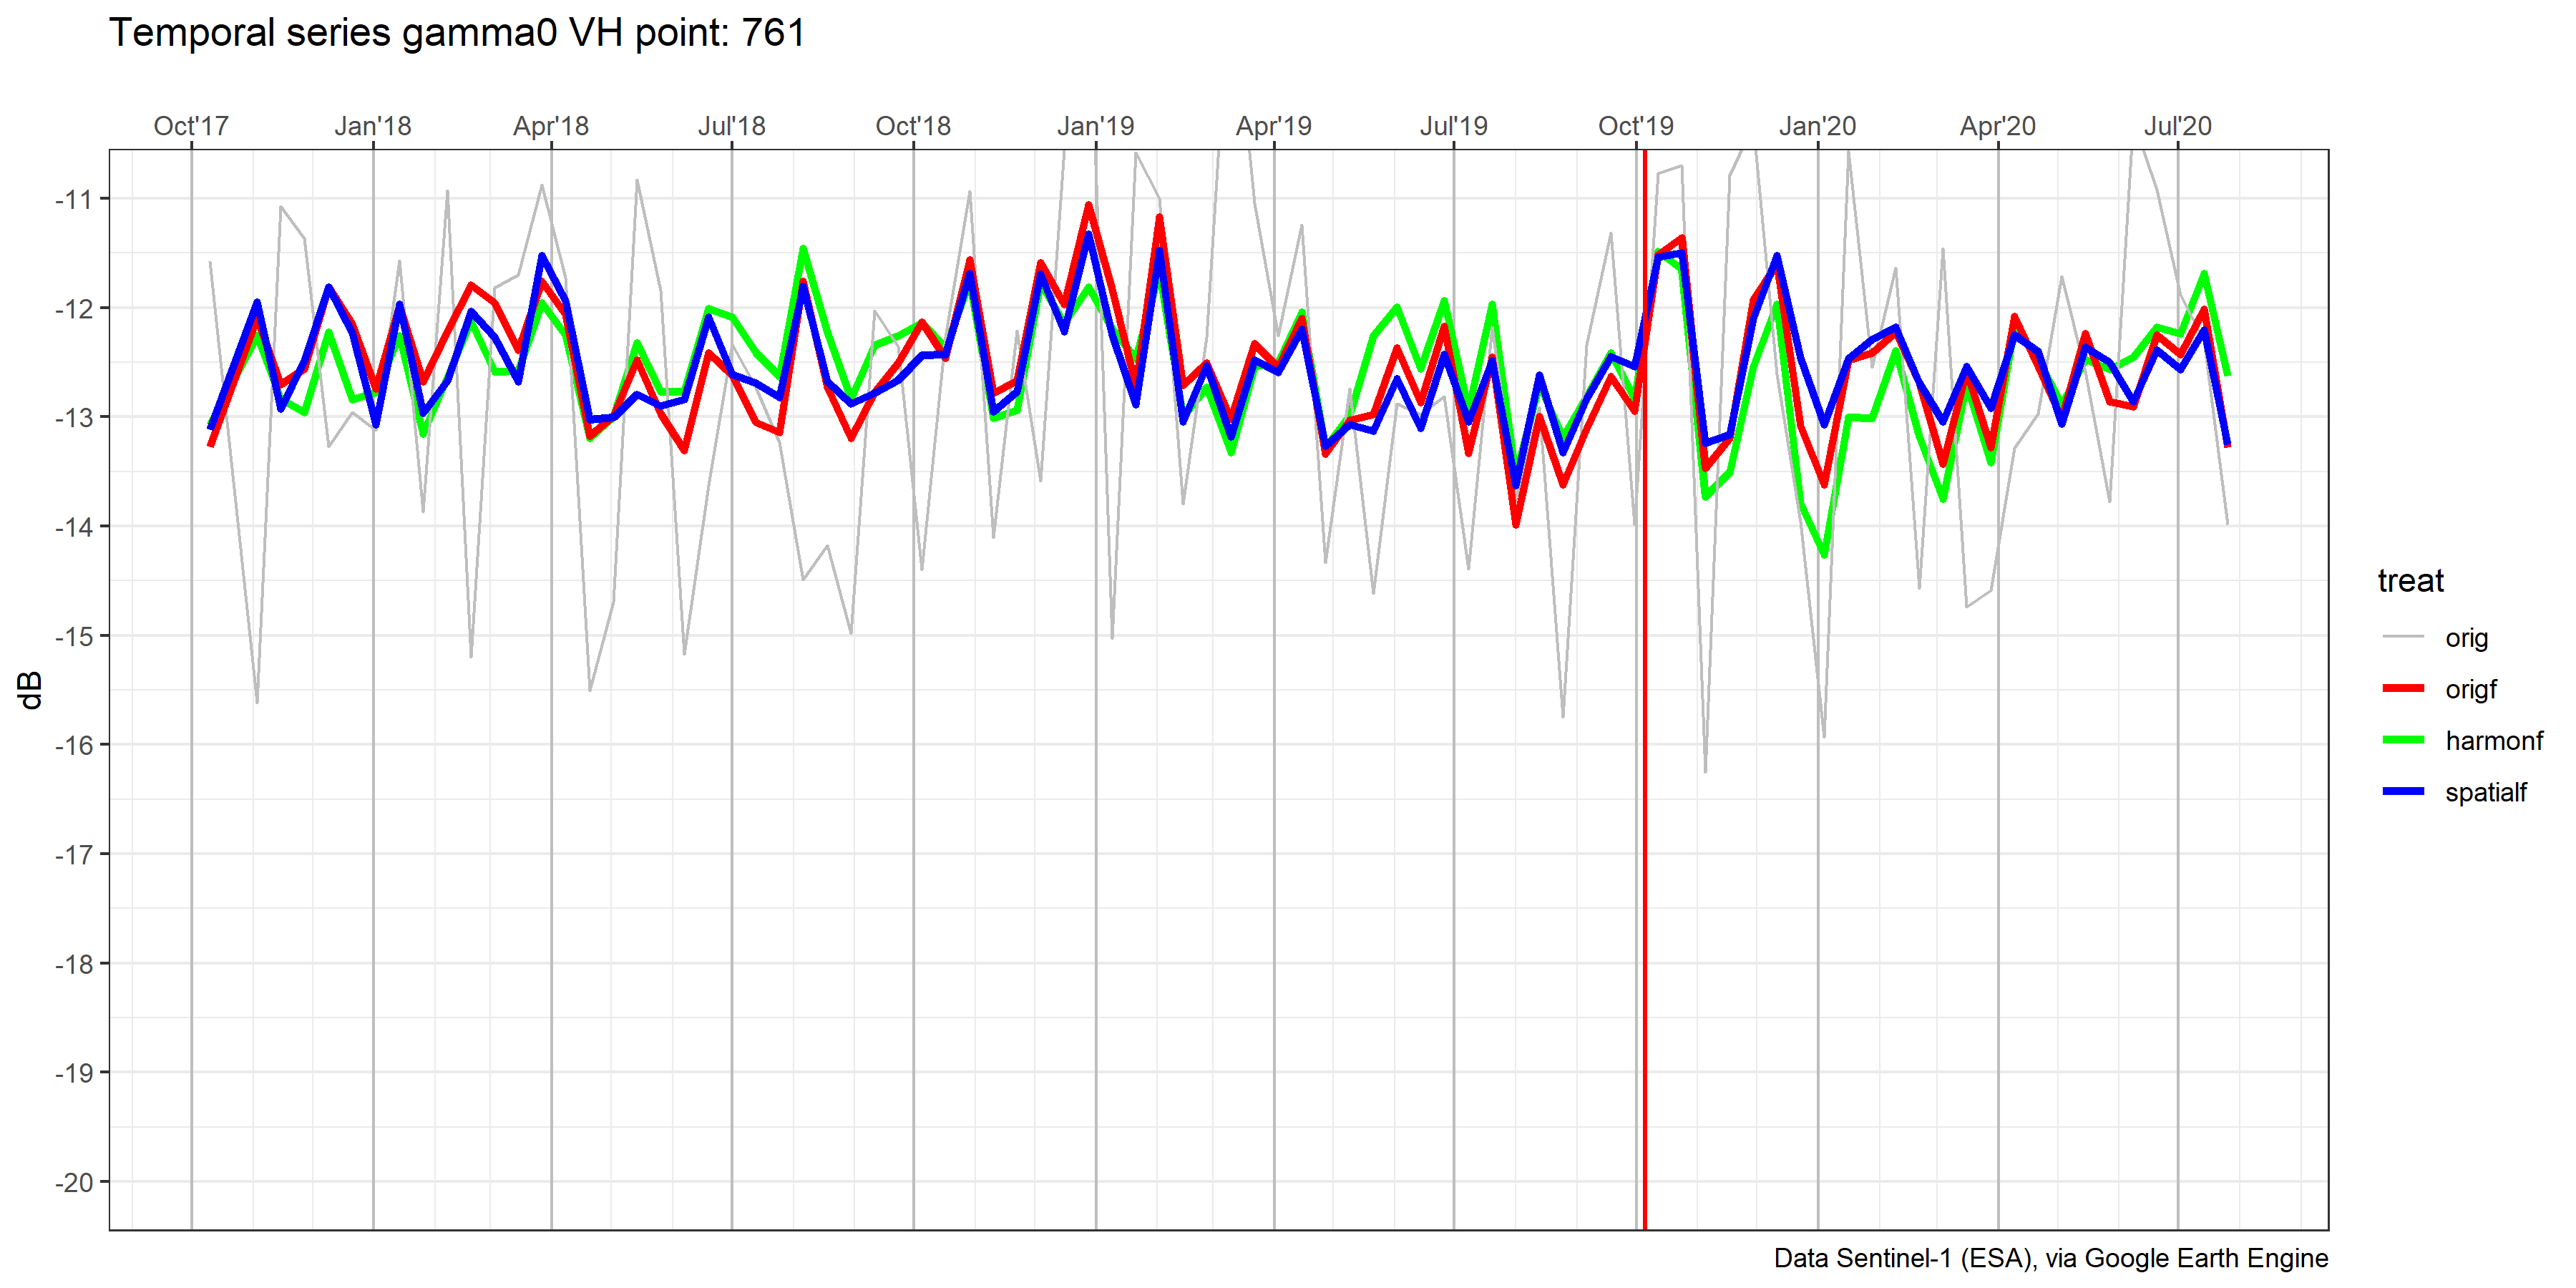 Temporal series gamma0 VH point: 761
Oct'17 Jan'18 Apr'18 Jul'18 Oct'18 Jan'19 Apr'19 Jul'19 Oct'19 Jan'20 Apr'20 Jul'20
-11
-12
-13
-14
-15
-16
-17
-18
-19
-20
dB
treat
orig
origf
harmonf
spatialf
Data Sentinel-1 (ESA), via Google Earth Engine